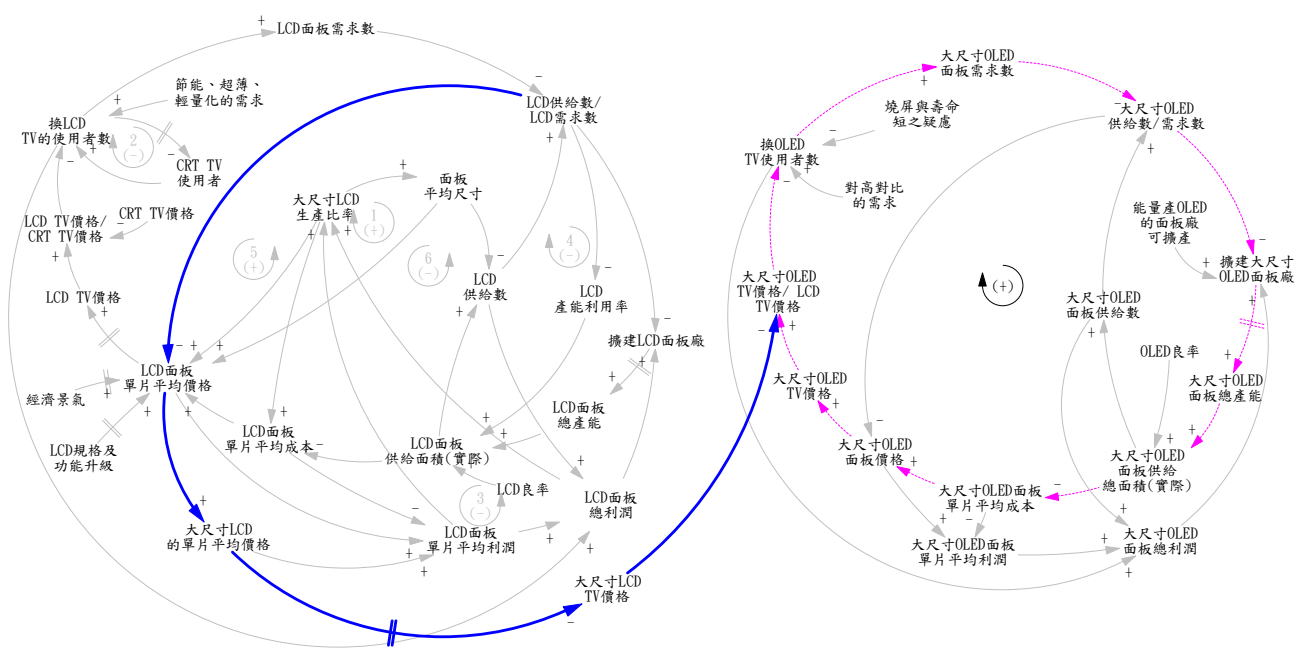 LCD面板需求數
節能、超薄、
輕量化的需求
換LCD
TV的使用者數
2
(-)
CRT TV
使用者
LCD供給數/
LCD需求數
LCD TV價格/
CRT TV價格
CRT TV價格
大尺寸LCD
生產比率
1
(+)
面板
平均尺寸
5
(+)
6
(-)
4
(-)
LCD
供給數
LCD
產能利用率
LCD TV價格
擴建LCD面板廠
LCD面板
單片平均價格
經濟景氣
LCD規格及
功能升級
LCD面板
單片平均成本
LCD面板
供給面積(實際)
LCD面板
總產能
LCD良率
3
(-)
LCD面板
總利潤
大尺寸LCD
的單片平均價格
LCD面板
單片平均利潤
大尺寸LCD
TV價格
大尺寸OLED
面板需求數
燒屏與壽命
短之疑慮
大尺寸OLED
供給數/需求數
換OLED
TV使用者數
對高對比
的需求
能量產OLED
的面板廠
可擴產
擴建大尺寸
OLED面板廠
大尺寸OLED
TV價格/ LCD
TV價格
(+)
大尺寸OLED
面板供給數
OLED良率
大尺寸OLED
TV價格
大尺寸OLED
面板總產能
大尺寸OLED
面板價格
大尺寸OLED
面板供給
總面積(實際)
大尺寸OLED面板
單片平均成本
大尺寸OLED面板
單片平均利潤
大尺寸OLED
面板總利潤